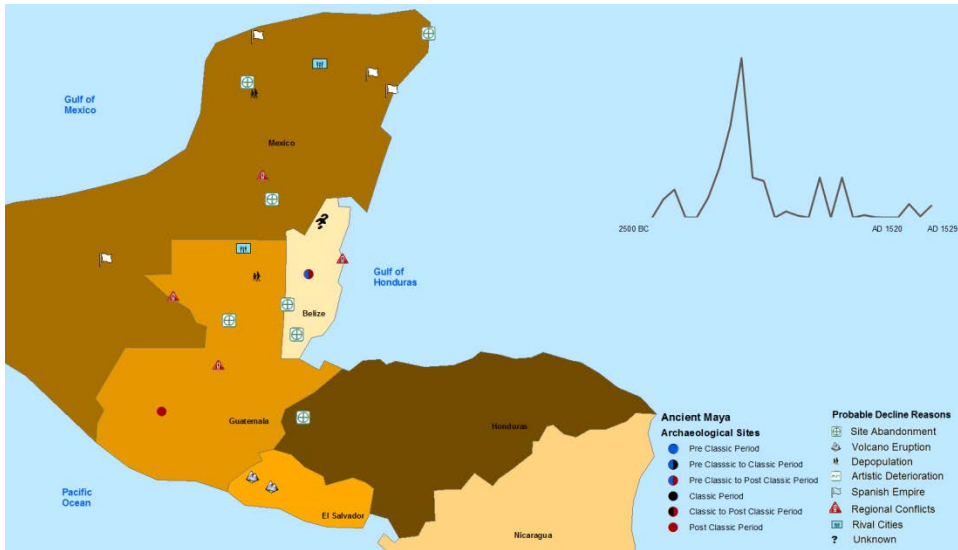 Gulf of
Mexico
Mexico
Gulf of
Honduras
Belize
Guatemala
Honduras
Pacific
Ocean
El Salvador
Nicaragua
2500 BC
AD 1520
AD 1529
Ancient Maya
Archaeological Sites
Pre Classic Period
Pre Classsic to Classic Period
Pre Classic to Post Classic Period
Classic Period
Classic to Post Classic Period
Post Classic Period
Probable Decline Reasons
Site Abandonment
Volcano Eruption
Depopulation
Artistic Deterioration
Spanish Empire
Regional Conflicts
Rival Cities
Unknown